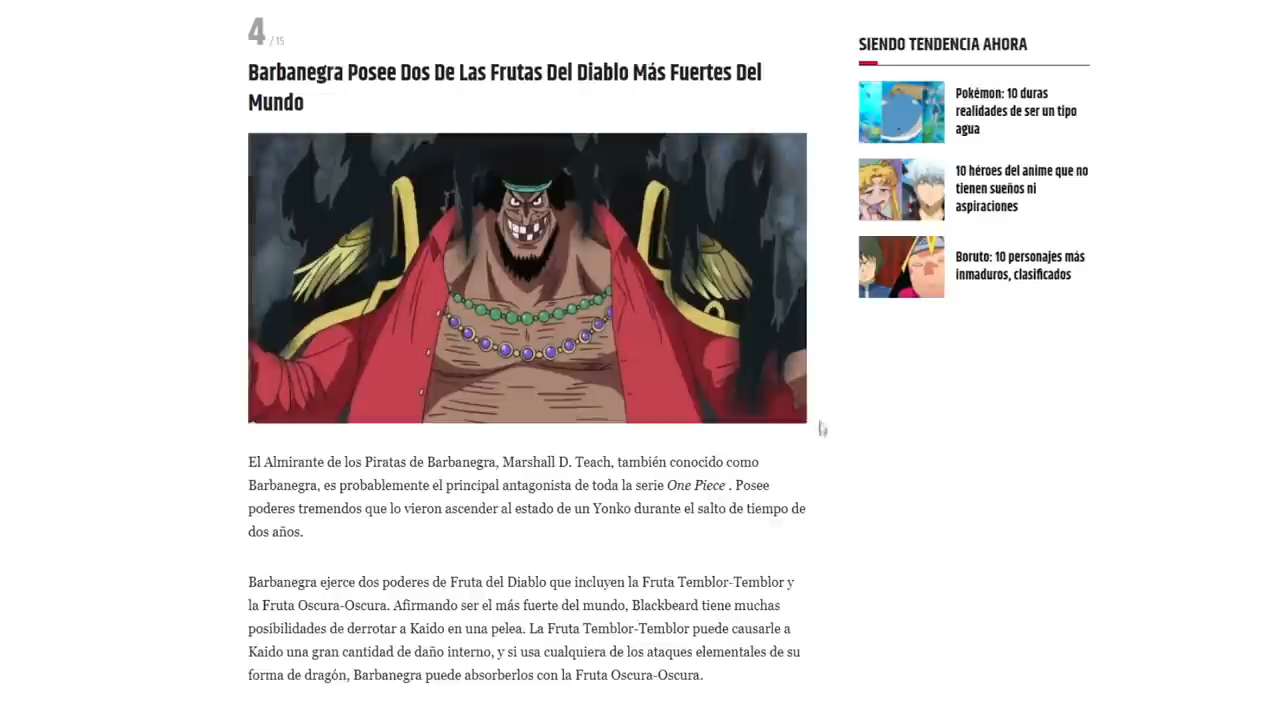 4 / 15
Barbanegra Posee Dos De Las Frutas Del Diablo Más Fuertes Del
Mundo
El Almirante de los Piratas de Barbanegra, Marshall D. Teach, también conocido como
Barbanegra, es probablemente el principal antagonista de toda la serie One Piece . Posee
poderes tremendos que lo vieron ascender al estado de un Yonko durante el salto de tiempo de
dos años.
Barbanegra ejerce dos poderes de Fruta del Diablo que incluyen la Fruta Temblor-Temblor y
la Fruta Oscura-Oscura. Afirmando ser el más fuerte del mundo, Blackbeard tiene muchas
posibilidades de derrotar a Kaido en una pelea. La Fruta Temblor-Temblor puede causarle a
Kaido una gran cantidad de daño interno, y si usa cualquiera de los ataques elementales de su
forma de dragón, Barbanegra puede absorberlos con la Fruta Oscura-Oscura.
SIENDO TENDENCIA AHORA
Pokémon: 10 duras
realidades de ser un tipo
agua
10 héroes del anime que no
tienen sueños ni
aspiraciones
Boruto: 10 personajes más
inmaduros, clasificados